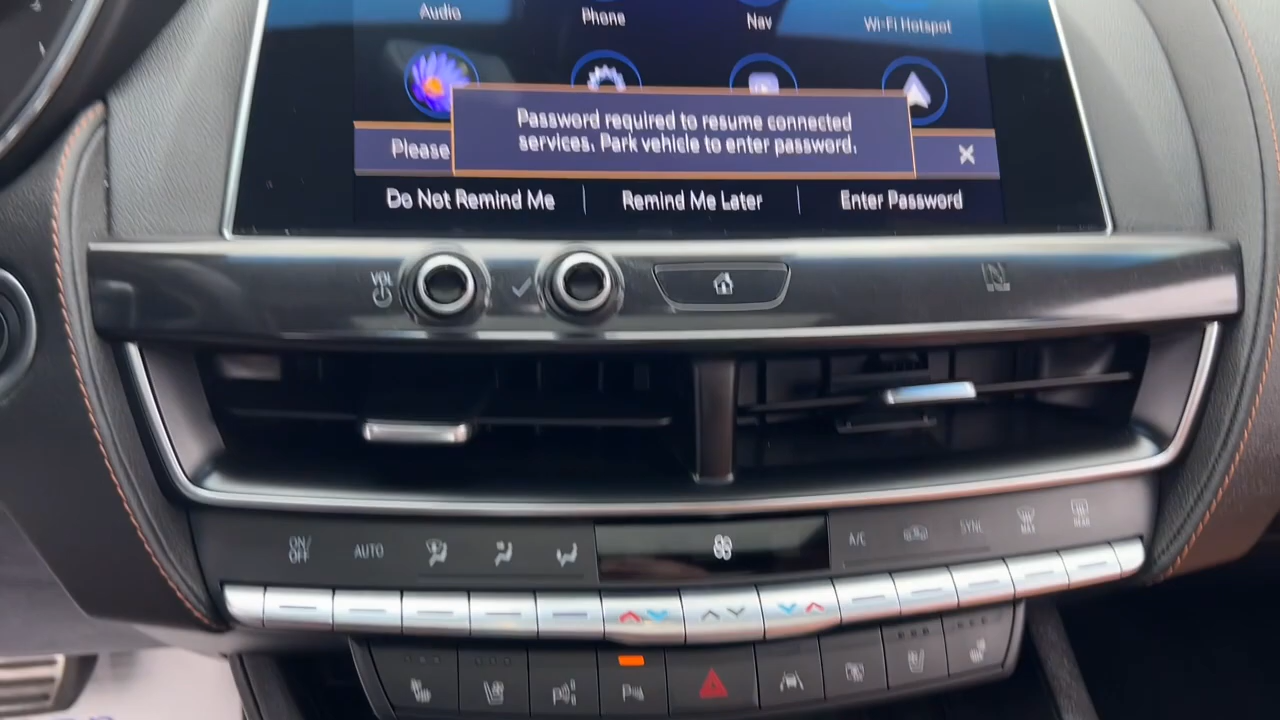 Audio
Phone
Nav
Wi-Fi Hotspot
Password required to resume connected
services. Park vehicle to enter password.
Please
Do Not Remind Me
Remind Me Later
Enter Password
VOL
ON/
OFF
AUTO
A/C
SYNC
MAX
REAR